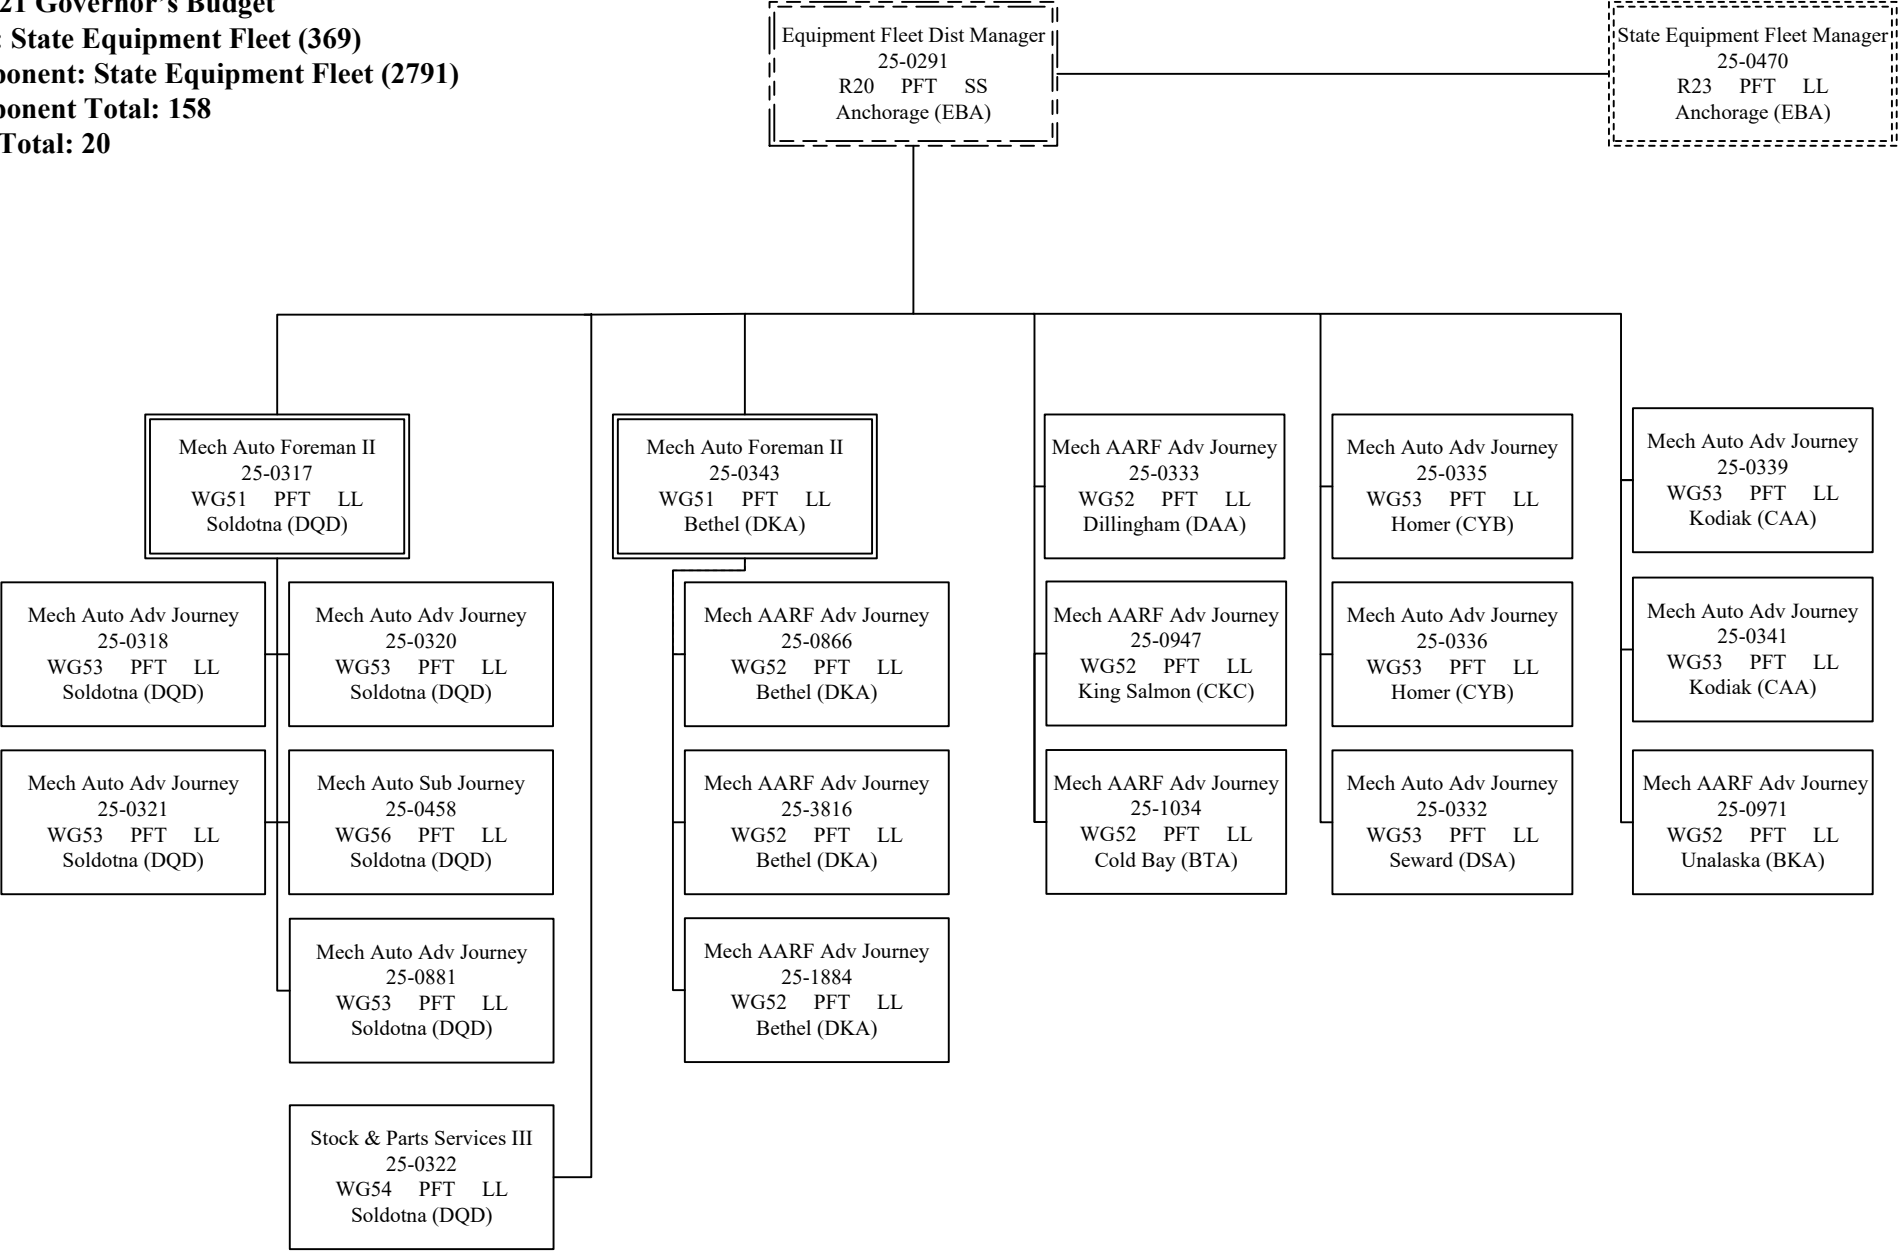 21 Governor's Budget
: State Equipment Fleet (369)
ponent: State Equipment Fleet (2791)
ponent Total: 158
Total: 20
Equipment Fleet Dist Manager
25-0291
R20 PFT SS
Anchorage (EBA)
State Equipment Fleet Manager
25-0470
R23 PFT LL
Anchorage (EBA)
Mech Auto Foreman II
25-0317
WG51 PFT LL
Soldotna (DQD)
Mech Auto Foreman II
25-0343
WG51 PFT LL
Bethel (DKA)
Mech AARF Adv Journey
25-0333
WG52 PFT LL
Dillingham (DAA)
Mech Auto Adv Journey
25-0335
WG53 PFT LL
Homer (CYB)
Mech Auto Adv Journey
25-0339
WG53 PFT LL
Kodiak (CAA)
Mech Auto Adv Journey
25-0318
WG53 PFT LL
Soldotna (DQD)
Mech Auto Adv Journey
25-0320
WG53 PFT LL
Soldotna (DQD)
Mech AARF Adv Journey
25-0866
WG52 PFT LL
Bethel (DKA)
Mech AARF Adv Journey
25-0947
WG52 PFT LL
King Salmon (CKC)
Mech Auto Adv Journey
25-0336
WG53 PFT LL
Homer (CYB)
Mech Auto Adv Journey
25-0341
WG53 PFT LL
Kodiak (CAA)
Mech Auto Adv Journey
25-0321
WG53 PFT LL
Soldotna (DQD)
Mech Auto Sub Journey
25-0458
WG56 PFT LL
Soldotna (DQD)
Mech AARF Adv Journey
25-3816
WG52 PFT LL
Bethel (DKA)
Mech AARF Adv Journey
25-1034
WG52 PFT LL
Cold Bay (BTA)
Mech Auto Adv Journey
25-0332
WG53 PFT LL
Seward (DSA)
Mech AARF Adv Journey
25-0971
WG52 PFT LL
Unalaska (BKA)
Mech Auto Adv Journey
25-0881
WG53 PFT LL
Soldotna (DQD)
Mech AARF Adv Journey
25-1884
WG52 PFT LL
Bethel (DKA)
Stock & Parts Services III
25-0322
WG54 PFT LL
Soldotna (DQD)